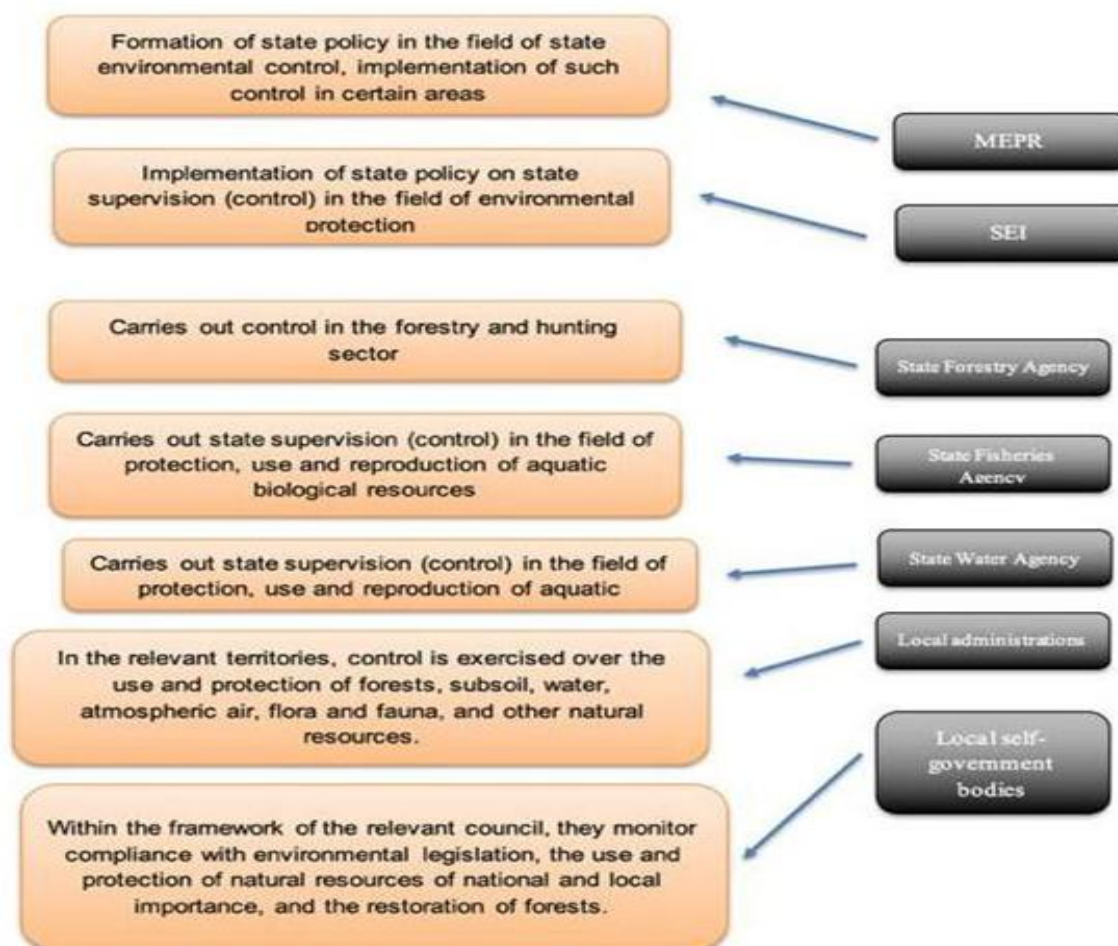 Formation of state policy in the field of state
environmental control, implementation of such
control in certain areas
MEPR
Implementation of state policy on state
supervision (control) in the field of environmental
protection
SEI
Carries out control in the forestry and hunting
sector
State Forestry Agency
Carries out state supervision (control) in the field of
protection, use and reproduction of aquatic
biological resources
State Fisheries
Agency
Carries out state supervision (control) in the field of
protection, use and reproduction of aquatic
State Water Agency
In the relevant territories, control is exercised over the
use and protection of forests, subsoil, water,
atmospheric air, flora and fauna, and other natural
resources.
Local administrations
Within the framework of the relevant council, they monitor
compliance with environmental legislation, the use and
protection of natural resources of national and local
importance, and the restoration of forests.
Local self-
government
bodies